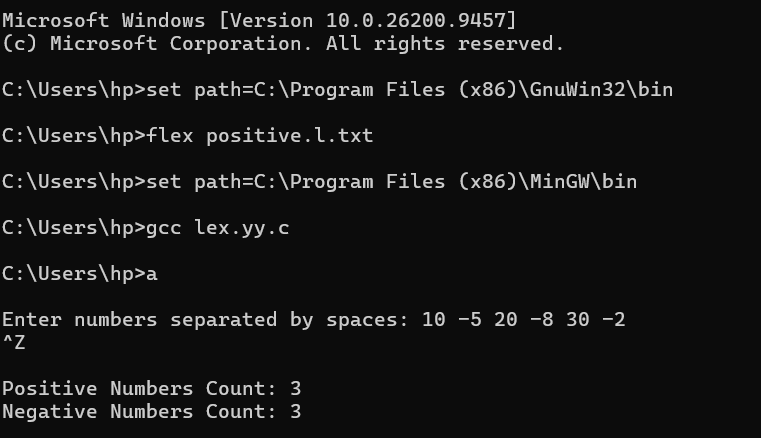 Microsoft Windows [Version 10.0.26200.9457]
(c) Microsoft Corporation. All rights reserved.
C:\Users\hp>set path=C:\Program Files (x86)\GnuWin32\bin
C:\Users\hp>flex positive.l.txt
C:\Users\hp>set path=C:\Program Files (x86)\MinGW\bin
C:\Users\hp>gcc lex.yy.c
C:\Users\hp>a
Enter numbers separated by spaces: 10 -5 20 -8 30 -2
^Z
Positive Numbers Count: 3
Negative Numbers Count: 3